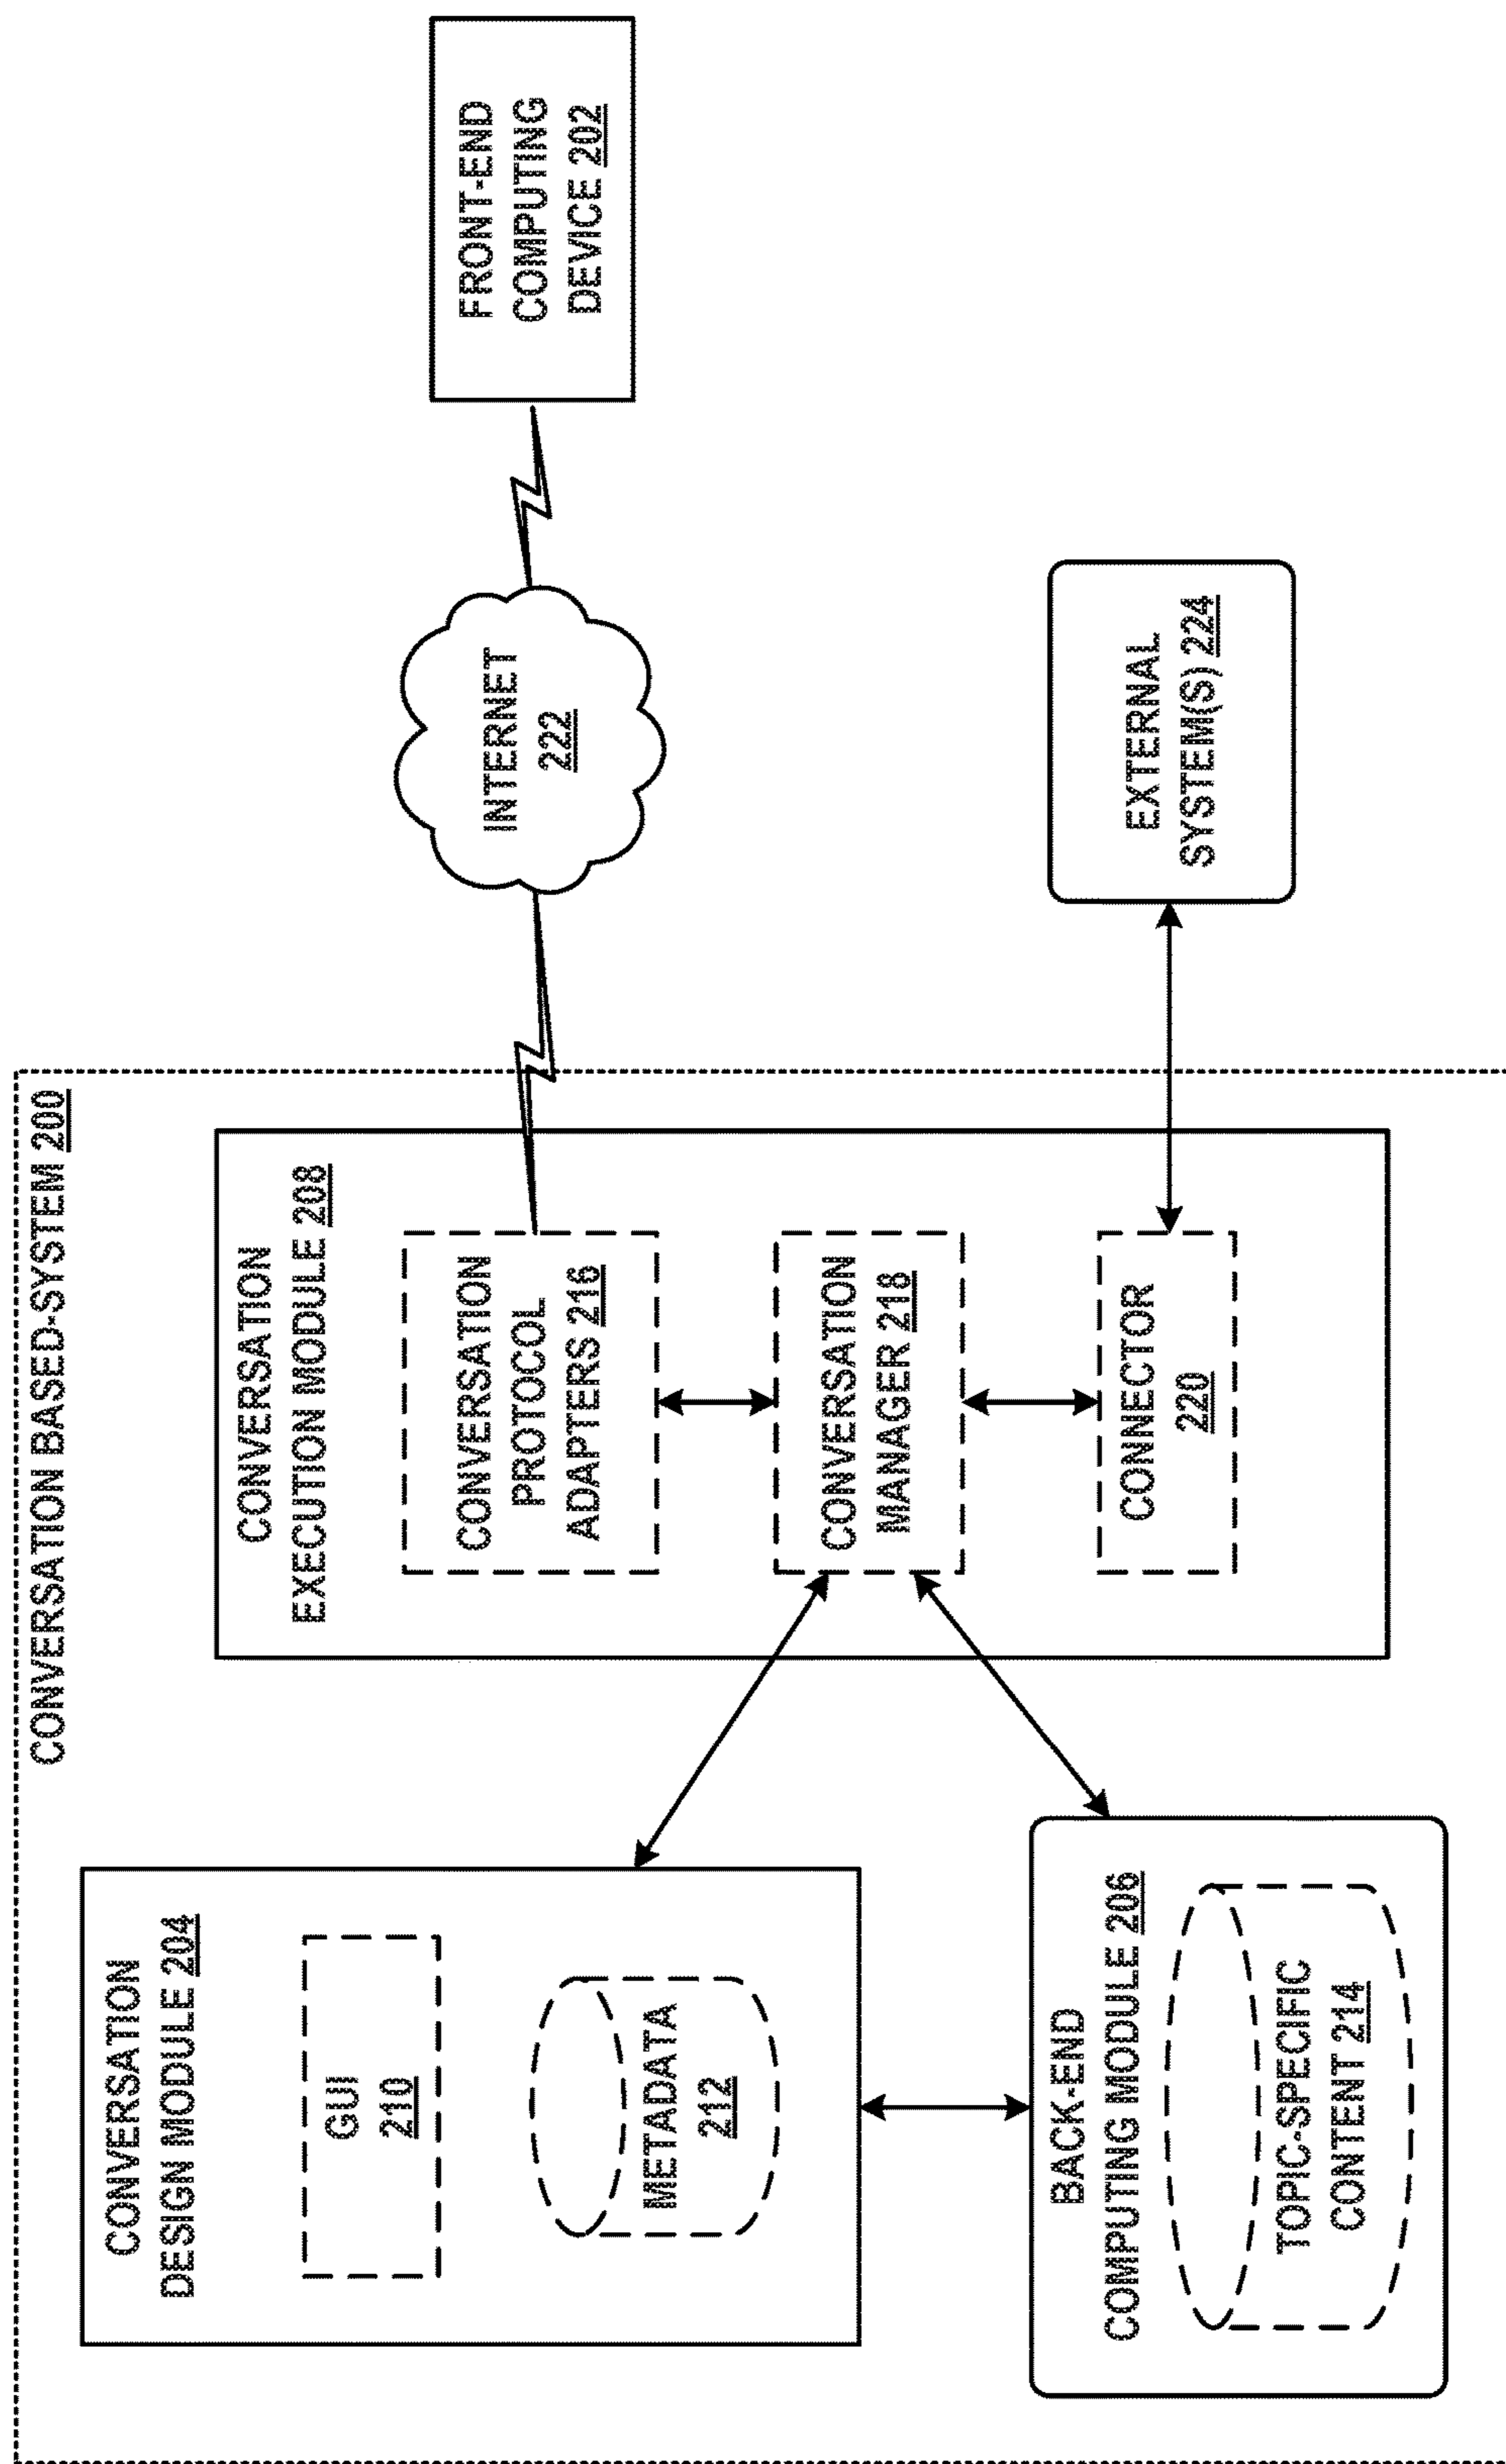 CONVERSATION BASED-SYSTEM 200
CONVERSATION
DESIGN MODULE 204
GUI
210
METADATA
212
BACK-END
COMPUTING MODULE 206
TOPIC-SPECIFIC
CONTENT 214
CONVERSATION
EXECUTION MODULE 208
CONVERSATION
PROTOCOL
ADAPTERS 216
CONVERSATION
MANAGER 218
CONNECTOR
220
INTERNET
222
EXTERNAL
SYSTEM(S) 224
FRONT-END
COMPUTING
DEVICE 202